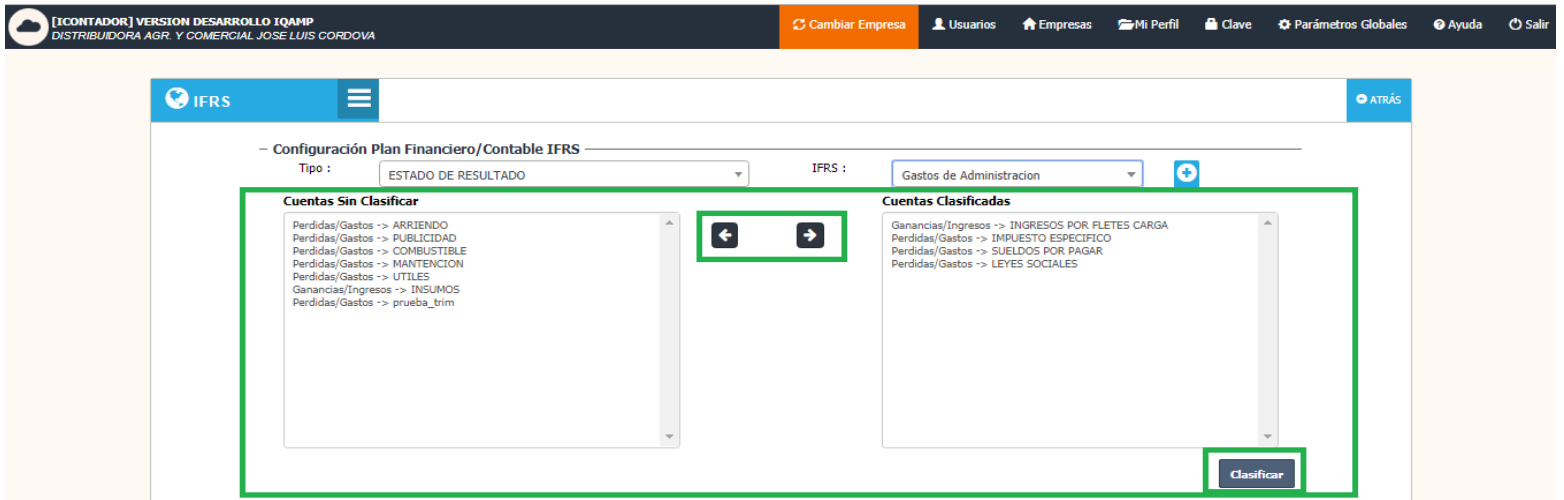 [ICONTADOR] VERSION DESARROLLO IQAMP
DISTRIBUIDORA AGR. Y COMERCIAL JOSE LUIS CORDOVA
Cambiar Empresa Usuarios Empresas Mi Perfil Clave Parámetros Globales Ayuda Salir
IFRS
ATRÁS
Configuración Plan Financiero/Contable IFRS
Tipo : ESTADO DE RESULTADO IFRS : Gastos de Administracion
Cuentas Sin Clasificar
Perdidas/Gastos -> ARRIENDO
Perdidas/Gastos -> PUBLICIDAD
Perdidas/Gastos -> COMBUSTIBLE
Perdidas/Gastos -> MANTENCION
Perdidas/Gastos -> UTILES
Ganancias/Ingresos -> INSUMOS
Perdidas/Gastos -> prueba_trim
Cuentas Clasificadas
Ganancias/Ingresos -> INGRESOS POR FLETES CARGA
Perdidas/Gastos -> IMPUESTO ESPECIFICO
Perdidas/Gastos -> SUELDOS POR PAGAR
Perdidas/Gastos -> LEYES SOCIALES
Clasificar